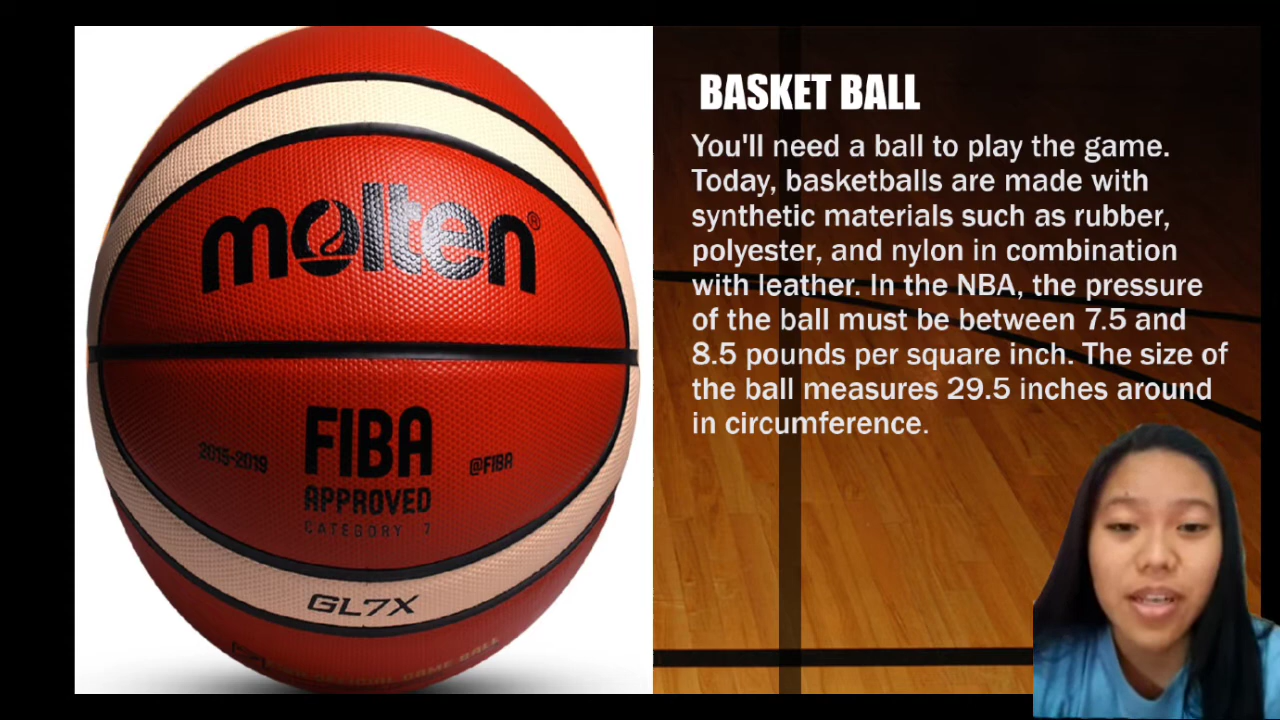 molten®
2015-2019
FIBA
@FIBA
APPROVED
CATEGORY 7
GL7X
GAME BALL
BASKET BALL
You'll need a ball to play the game.
Today, basketballs are made with
synthetic materials such as rubber,
polyester, and nylon in combination
with leather. In the NBA, the pressure
of the ball must be between 7.5 and
8.5 pounds per square inch. The size of
the ball measures 29.5 inches around
in circumference.